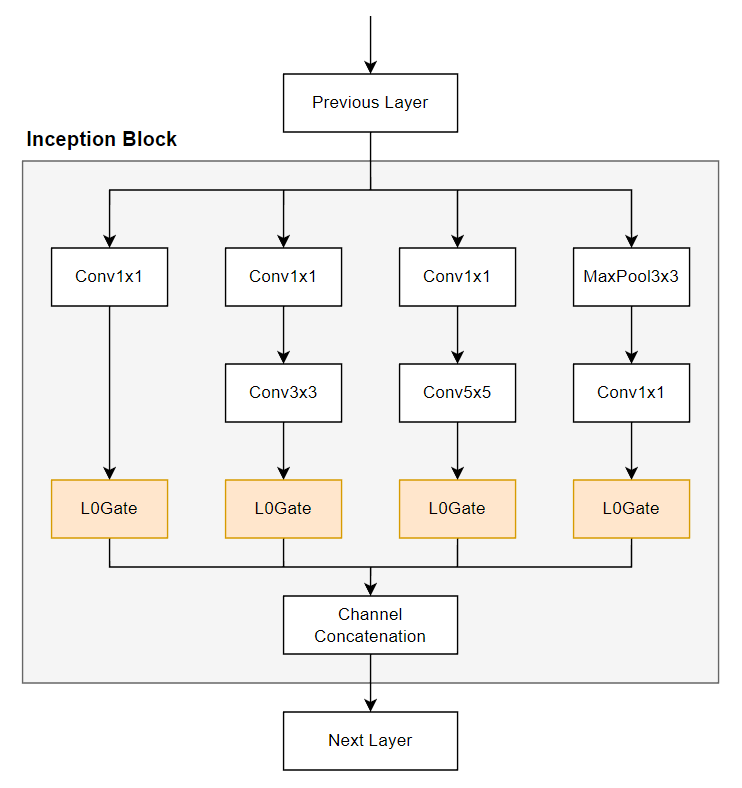 Previous Layer
Inception Block
Conv1x1
Conv1x1
Conv1x1
MaxPool3x3
Conv3x3
Conv5x5
Conv1x1
L0Gate
L0Gate
L0Gate
L0Gate
Channel
Concatenation
Next Layer